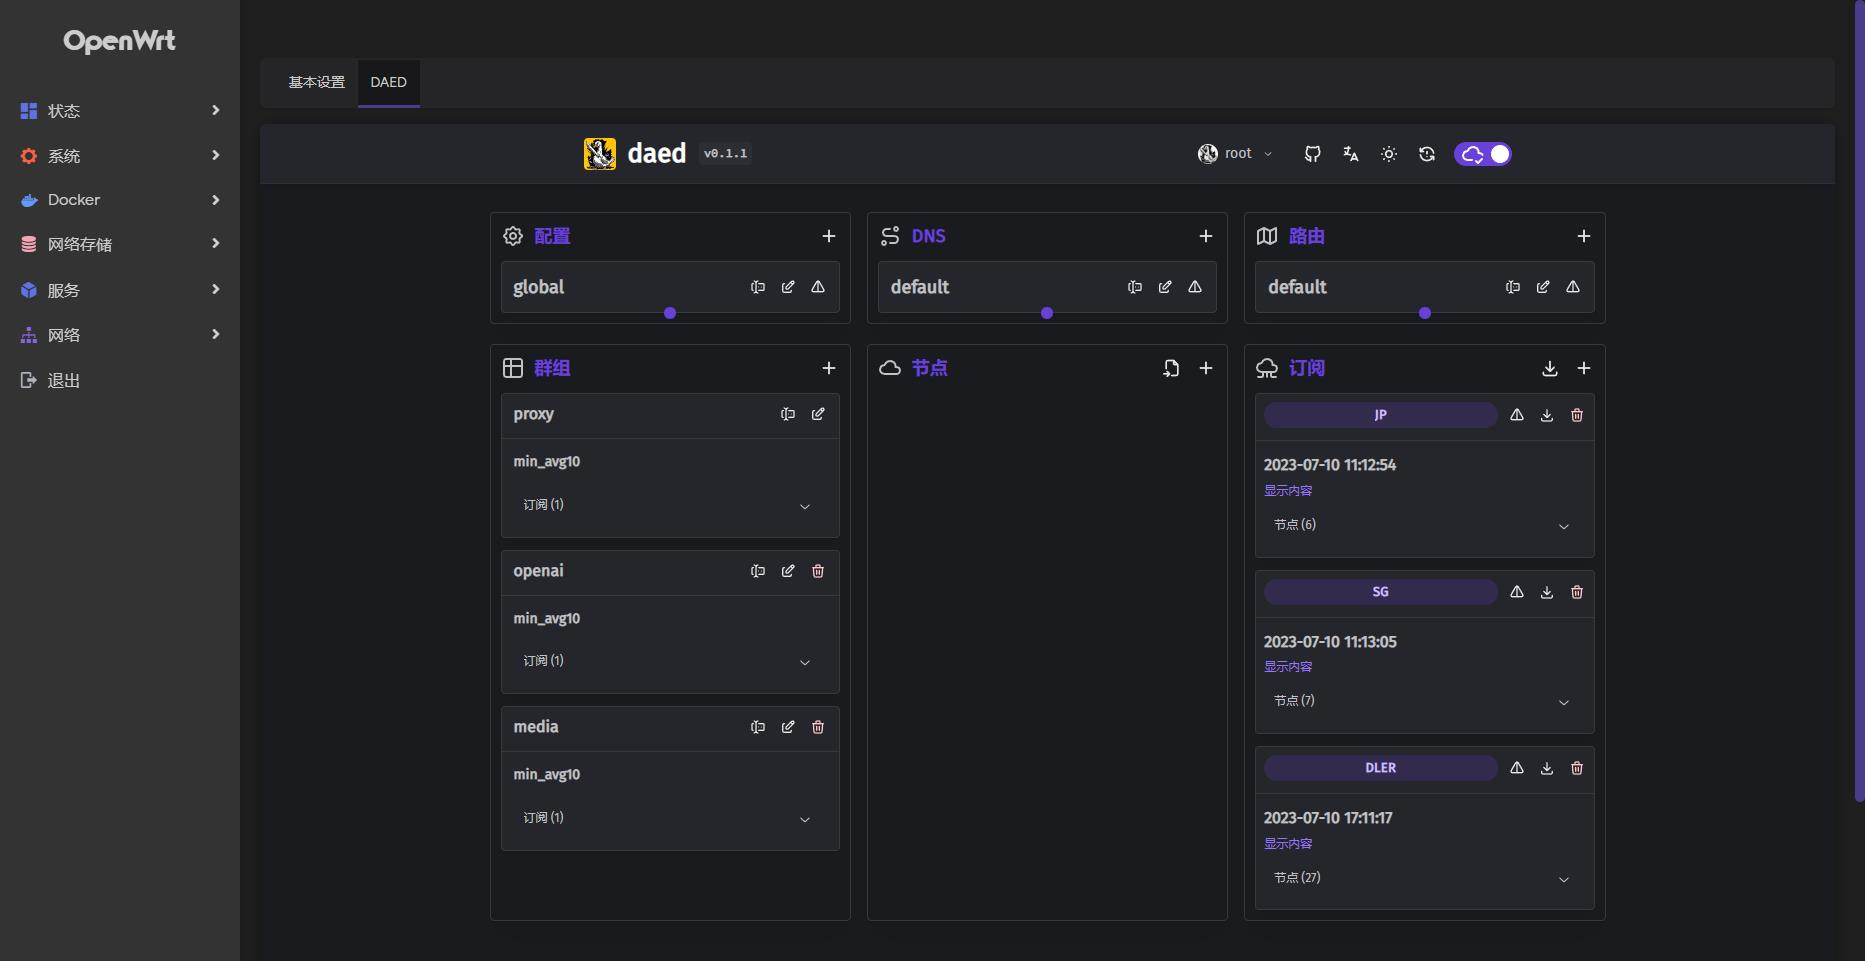 OpenWrt
状态
系统
Docker
网络存储
服务
网络
退出
基本设置
DAED
daed v0.1.1
root
配置
global
DNS
default
路由
default
群组
proxy
min_avg10
订阅 (1)
openai
min_avg10
订阅 (1)
media
min_avg10
订阅 (1)
节点
订阅
JP
2023-07-10 11:12:54
显示内容
节点 (6)
SG
2023-07-10 11:13:05
显示内容
节点 (7)
DLER
2023-07-10 17:11:17
显示内容
节点 (27)